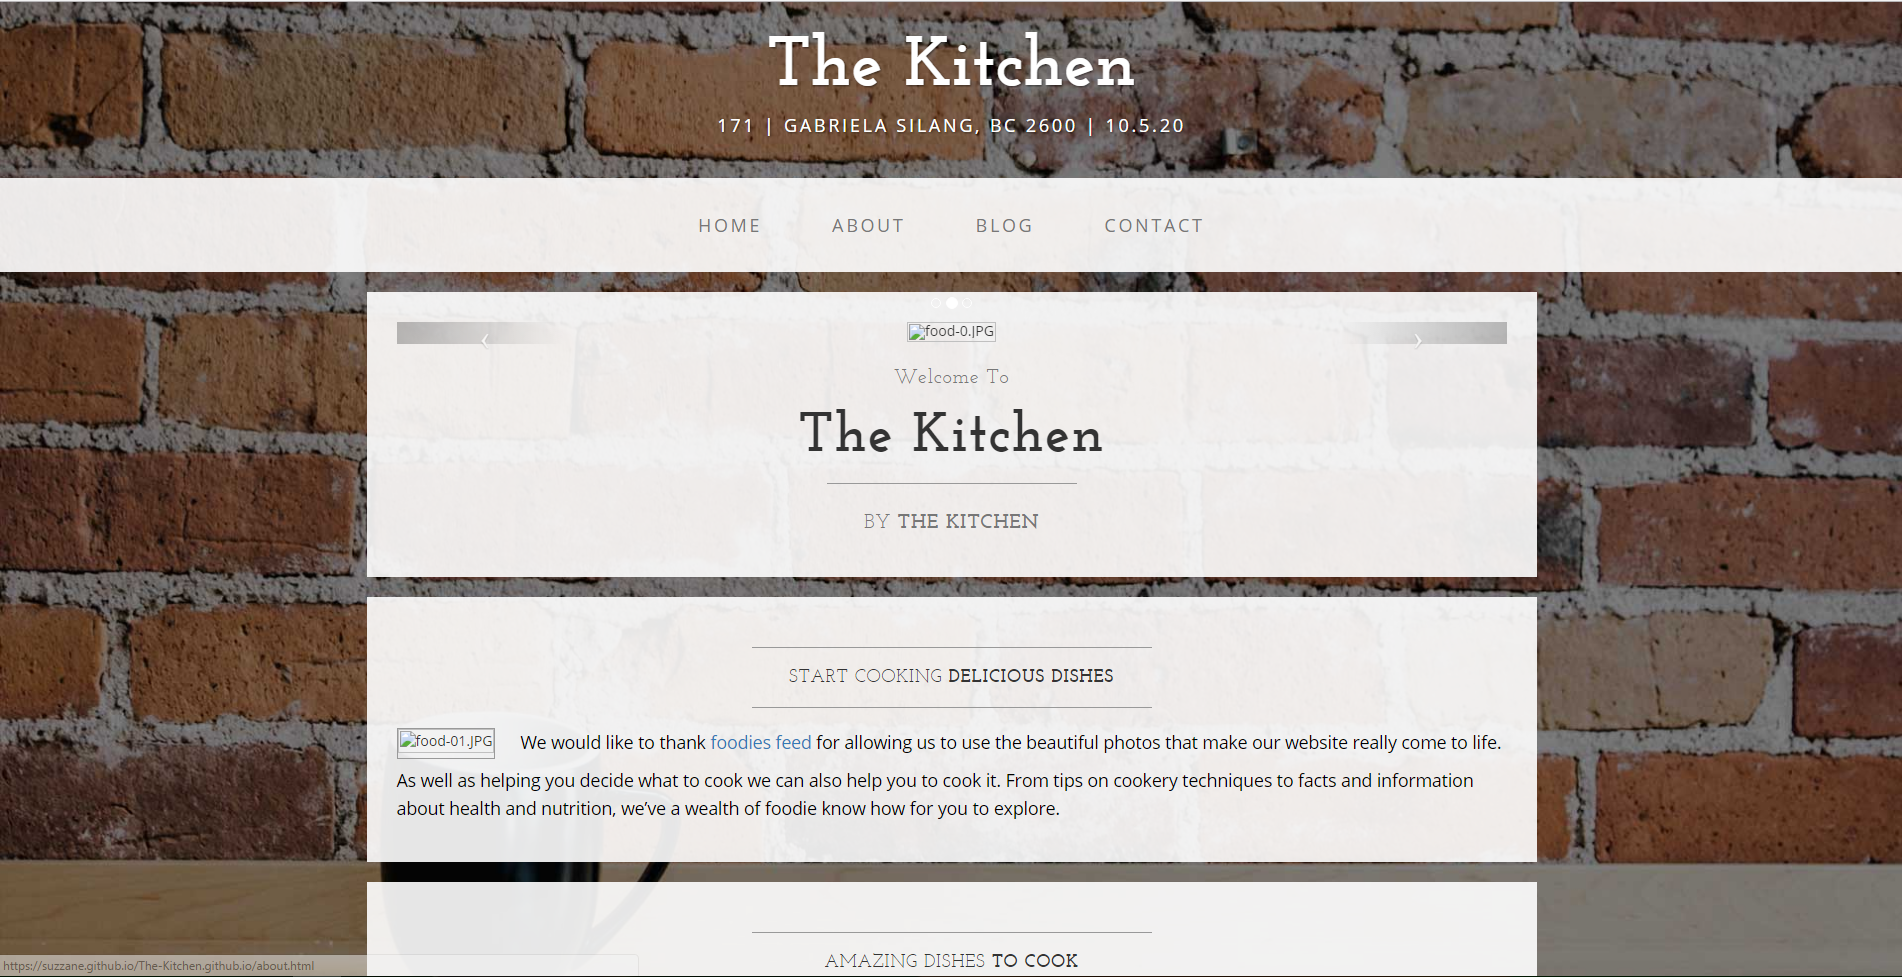 The Kitchen
171 | GABRIELA SILANG, BC 2600 | 10.5.20
HOME ABOUT BLOG CONTACT
food-0.JPG
Welcome To
The Kitchen
BY THE KITCHEN
START COOKING DELICIOUS DISHES
food-01.JPG We would like to thank foodies feed for allowing us to use the beautiful photos that make our website really come to life.
As well as helping you decide what to cook we can also help you to cook it. From tips on cookery techniques to facts and information
about health and nutrition, we’ve a wealth of foodie know how for you to explore.
AMAZING DISHES TO COOK
https://suzzane.github.io/The-Kitchen.github.io/about.html